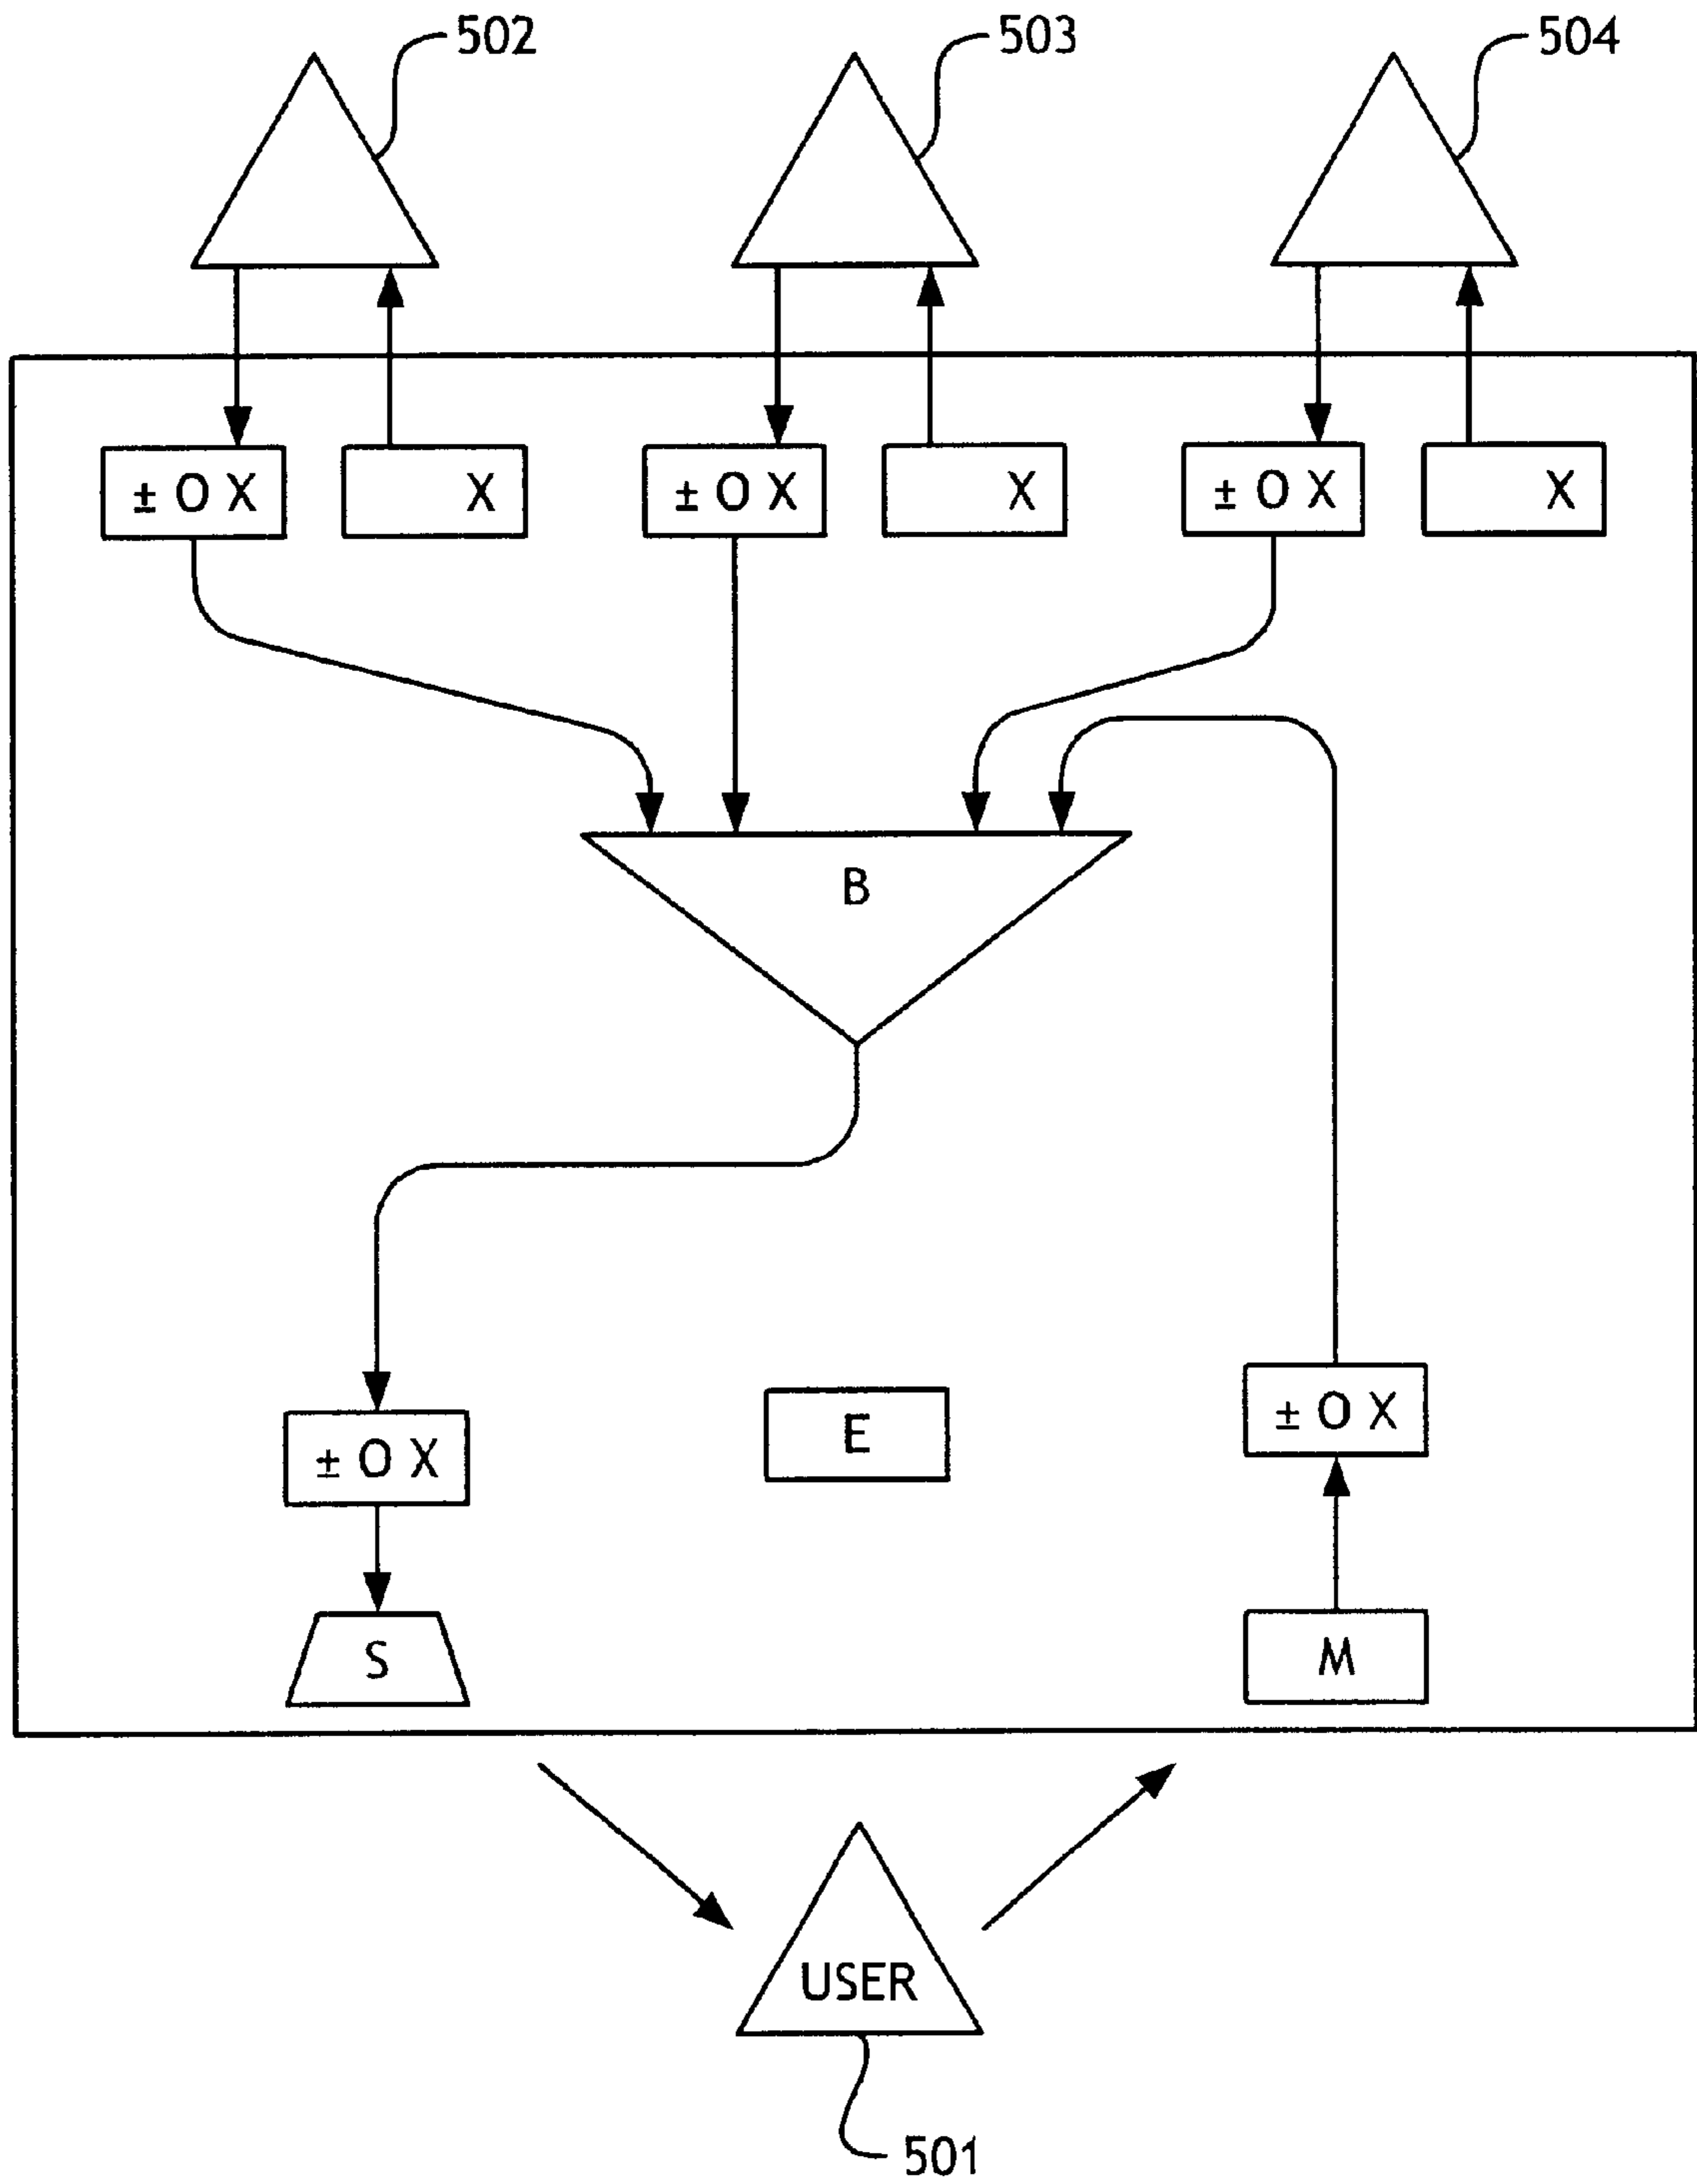 502
503
504
± O X
X
± O X
X
± O X
X
B
± O X
E
± O X
S
M
USER
501